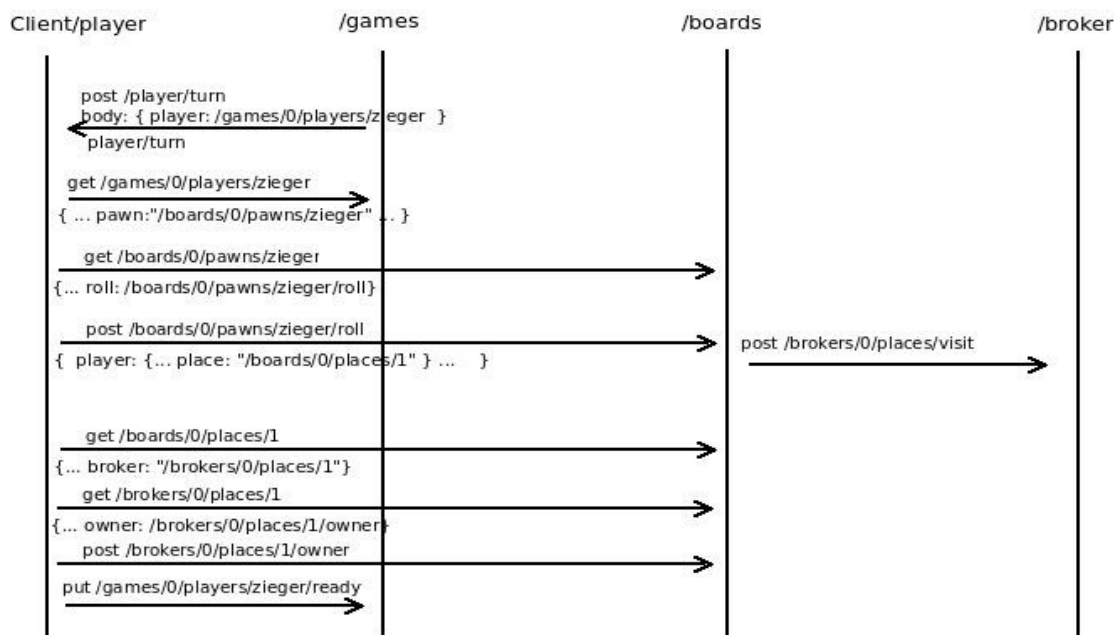 Client/player
/games
/boards
/broker
post /player/turn
body: { player: /games/0/players/zieger }
player/turn
get /games/0/players/zieger
{ ... pawn:"/boards/0/pawns/zieger" ... }
get /boards/0/pawns/zieger
{... roll: /boards/0/pawns/zieger/roll}
post /boards/0/pawns/zieger/roll
{ player: {... place: "/boards/0/places/1" } ... }
post /brokers/0/places/visit
get /boards/0/places/1
{... broker: "/brokers/0/places/1"}
get /brokers/0/places/1
{... owner: /brokers/0/places/1/owner}
post /brokers/0/places/1/owner
put /games/0/players/zieger/ready